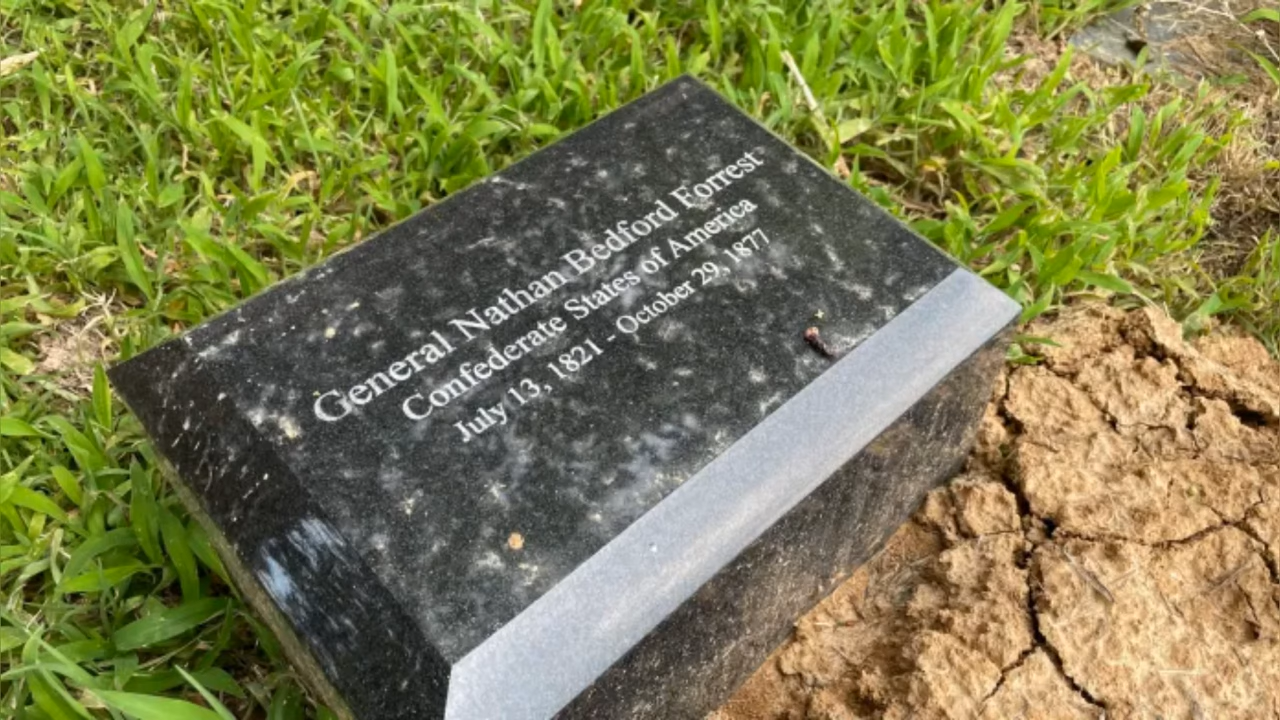 General Nathan Bedford Forrest
Confederate States of America
July 13, 1821 - October 29, 1877